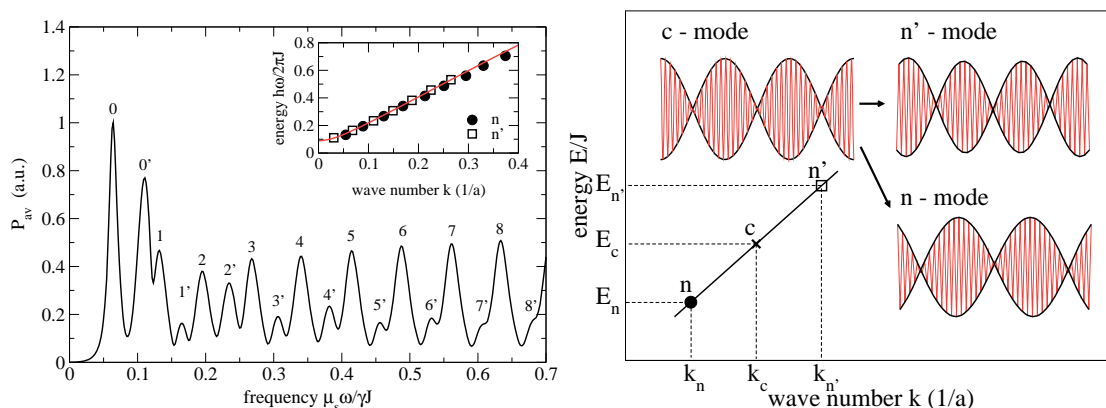 1.4
1.2
1
0.8
0.6
0.4
0.2
0
P_av (a.u.)
0 0.1 0.2 0.3 0.4 0.5 0.6 0.7
frequency μ_sω/γJ
0
0'
1
1'
2
2'
3
3'
4
4'
5
5'
6
6'
7
7'
8
8'
0.8
0.6
0.4
0.2
0.0
energy ħω/2πJ
0 0.1 0.2 0.3 0.4
wave number k (1/a)
n
n'
c - mode
n' - mode
n - mode
energy E/J
E_n'
E_c
E_n
n'
c
n
k_n k_c k_n'
wave number k (1/a)